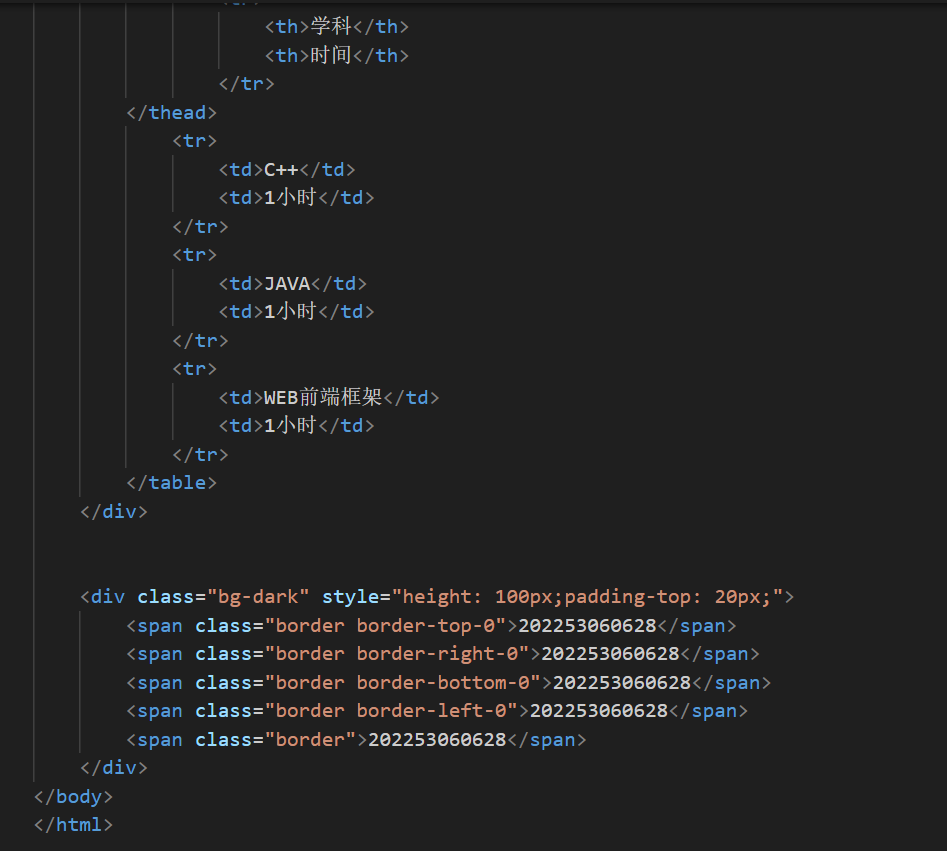 <th>学科</th>
<th>时间</th>
</tr>
</thead>
<tr>
<td>C++</td>
<td>1小时</td>
</tr>
<tr>
<td>JAVA</td>
<td>1小时</td>
</tr>
<tr>
<td>WEB前端框架</td>
<td>1小时</td>
</tr>
</table>
</div>
<div class="bg-dark" style="height: 100px;padding-top: 20px;">
<span class="border border-top-0">202253060628</span>
<span class="border border-right-0">202253060628</span>
<span class="border border-bottom-0">202253060628</span>
<span class="border border-left-0">202253060628</span>
<span class="border">202253060628</span>
</div>
</body>
</html>